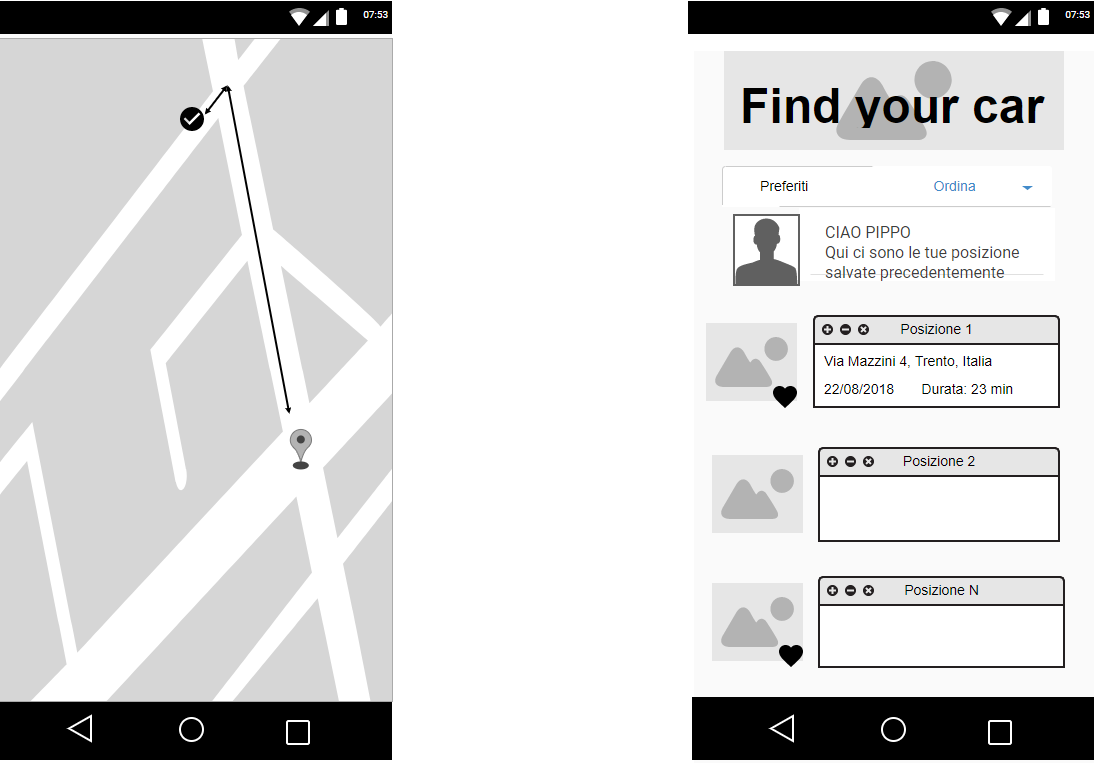 07:53
07:53
Find your car
Preferiti
Ordina
CIAO PIPPO
Qui ci sono le tue posizione
salvate precedentemente
Posizione 1
Via Mazzini 4, Trento, Italia
22/08/2018 Durata: 23 min
Posizione 2
Posizione N